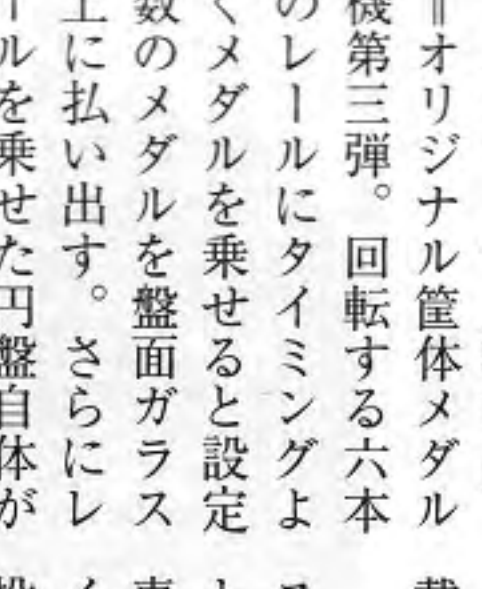 ＝オリジナル筐体メダル
機第三弾。回転する六本
のレールにタイミングよ
くメダルを乗せると設定
数のメダルを盤面ガラス
上に払い出す。さらにレ
ールを乗せた円盤自体が